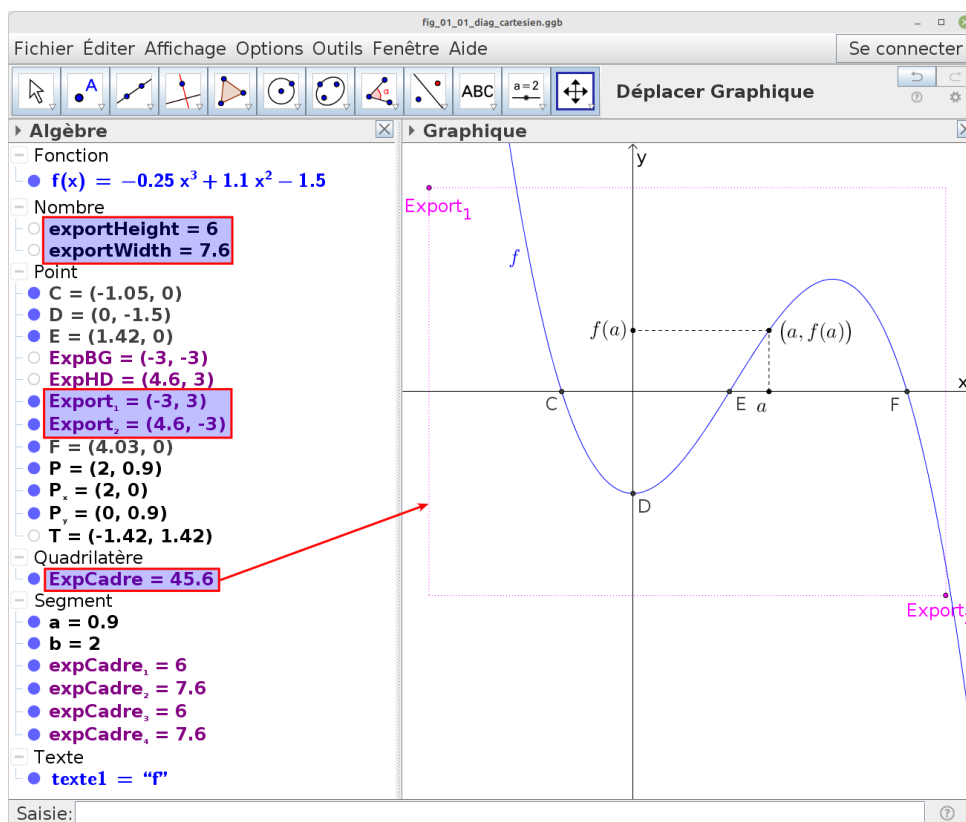 fig_01_01_diag_cartesien.ggb
Fichier Éditer Affichage Options Outils Fenêtre Aide
Se connecter
A
α
ABC
a=2
Déplacer Graphique
Algèbre
Fonction
f(x) = −0.25 x³ + 1.1 x² − 1.5
Nombre
exportHeight = 6
exportWidth = 7.6
Point
C = (-1.05, 0)
D = (0, -1.5)
E = (1.42, 0)
ExpBG = (-3, -3)
ExpHD = (4.6, 3)
Export₁ = (-3, 3)
Export₂ = (4.6, -3)
F = (4.03, 0)
P = (2, 0.9)
Pₓ = (2, 0)
Pᵧ = (0, 0.9)
T = (-1.42, 1.42)
Quadrilatère
ExpCadre = 45.6
Segment
a = 0.9
b = 2
expCadre₁ = 6
expCadre₂ = 7.6
expCadre₃ = 6
expCadre₄ = 7.6
Texte
texte1 = “f”
Graphique
y
Export₁
f
f(a)
(a, f(a))
x
C
E
a
F
D
Export
Saisie: